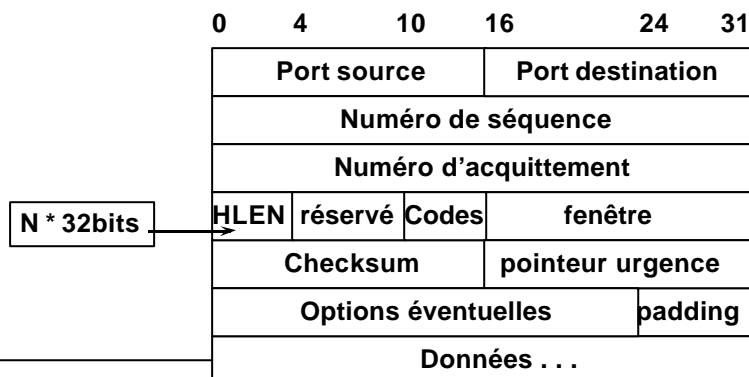 0 4 10 16 24 31
Port source Port destination
Numéro de séquence
Numéro d'acquittement
N * 32bits HLEN réservé Codes fenêtre
Checksum pointeur urgence
Options éventuelles padding
Données . . .